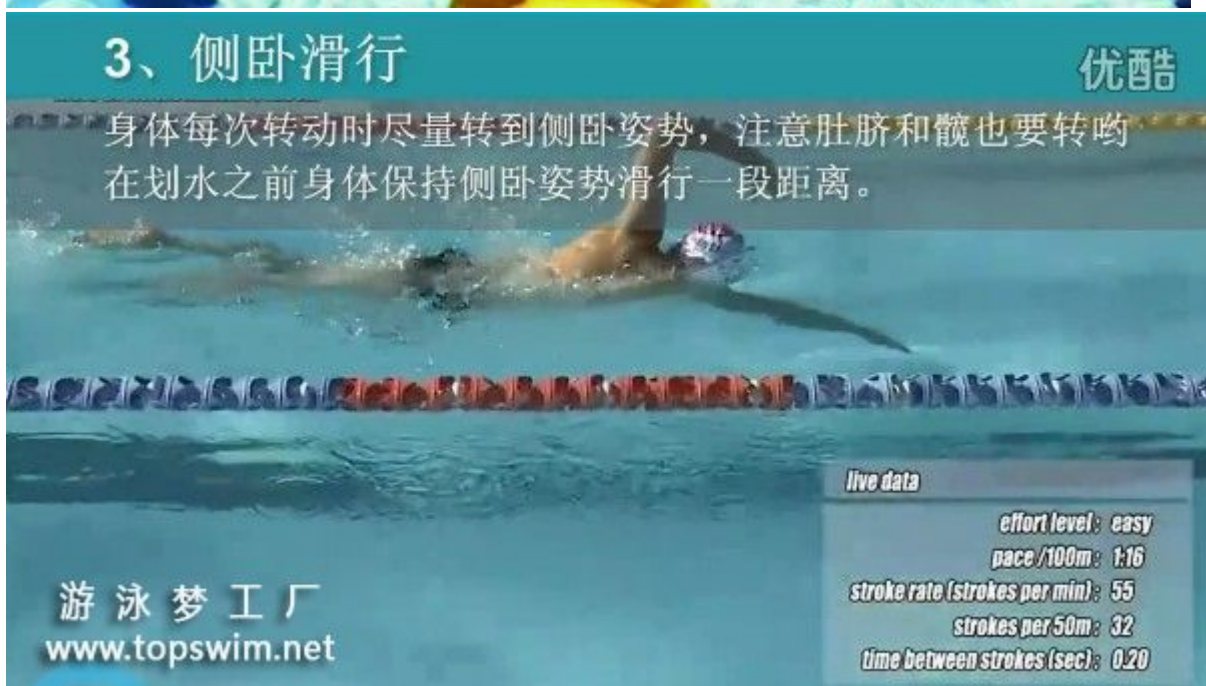 3、侧卧滑行
优酷
身体每次转动时尽量转到侧卧姿势，注意肚脐和髋也要转哟
在划水之前身体保持侧卧姿势滑行一段距离。
live data
effort level: easy
pace /100m: 1:16
stroke rate (strokes per min): 55
strokes per 50m: 32
time between strokes (sec): 0.20
游泳梦工厂
www.topswim.net